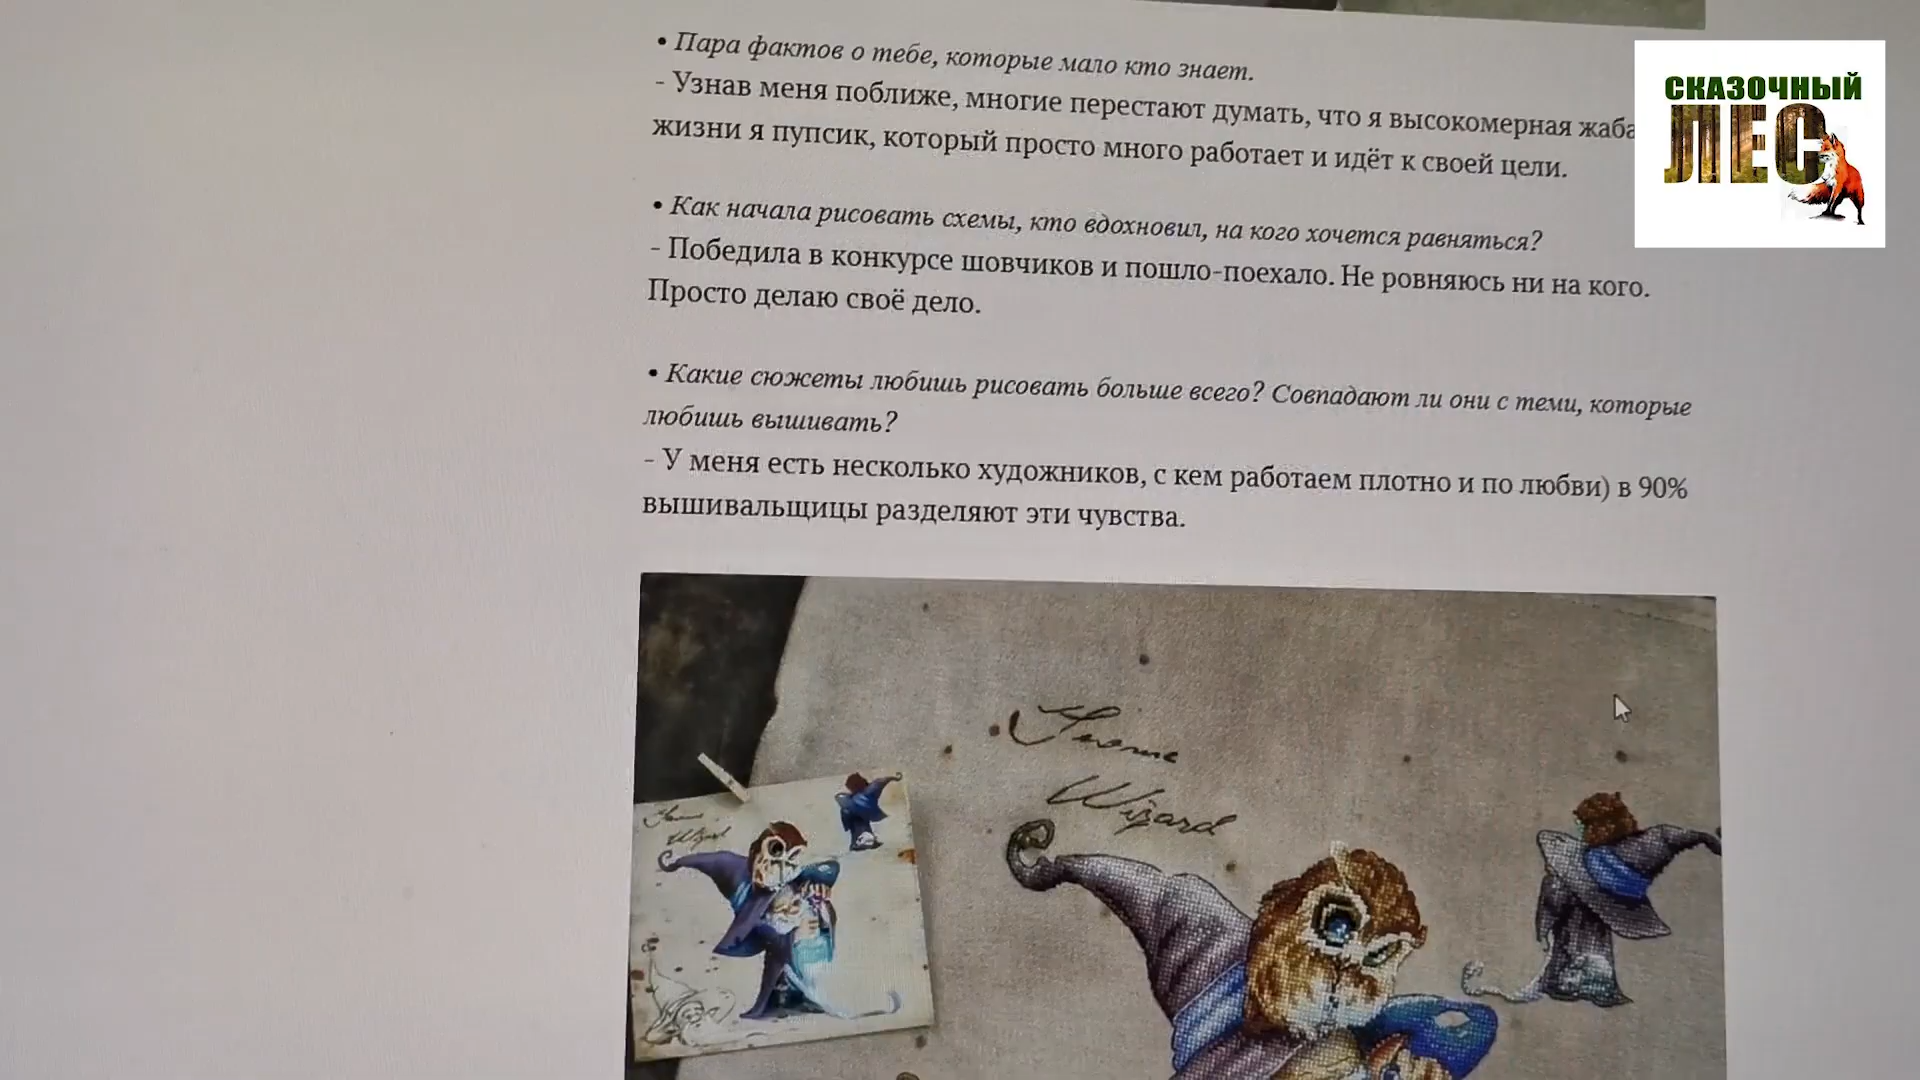 • Пара фактов о тебе, которые мало кто знает.
- Узнав меня поближе, многие перестают думать, что я высокомерная жаба
жизни я пупсик, который просто много работает и идёт к своей цели.
• Как начала рисовать схемы, кто вдохновил, на кого хочется равняться?
- Победила в конкурсе шовчиков и пошло-поехало. Не ровняюсь ни на кого.
Просто делаю своё дело.
• Какие сюжеты любишь рисовать больше всего? Совпадают ли они с теми, которые
любишь вышивать?
- У меня есть несколько художников, с кем работаем плотно и по любви) в 90%
вышивальщицы разделяют эти чувства.
СКАЗОЧНЫЙ
ЛЕС
Wizard
Wizard